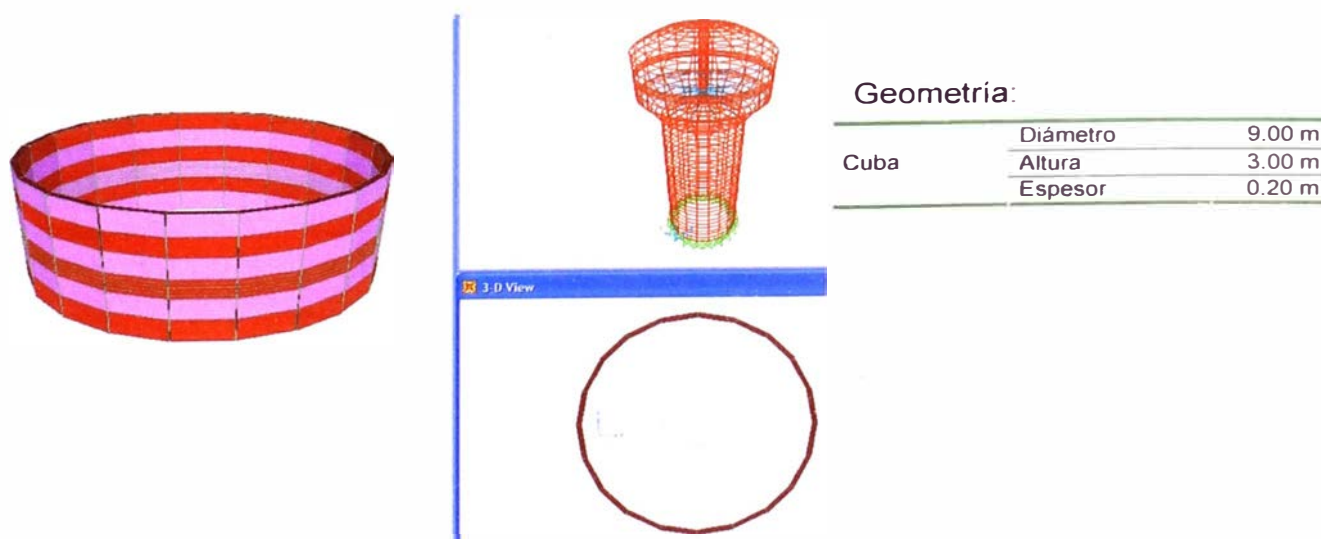 Geometría:
Cuba
Diámetro 9.00 m
Altura 3.00 m
Espesor 0.20 m
3-D View